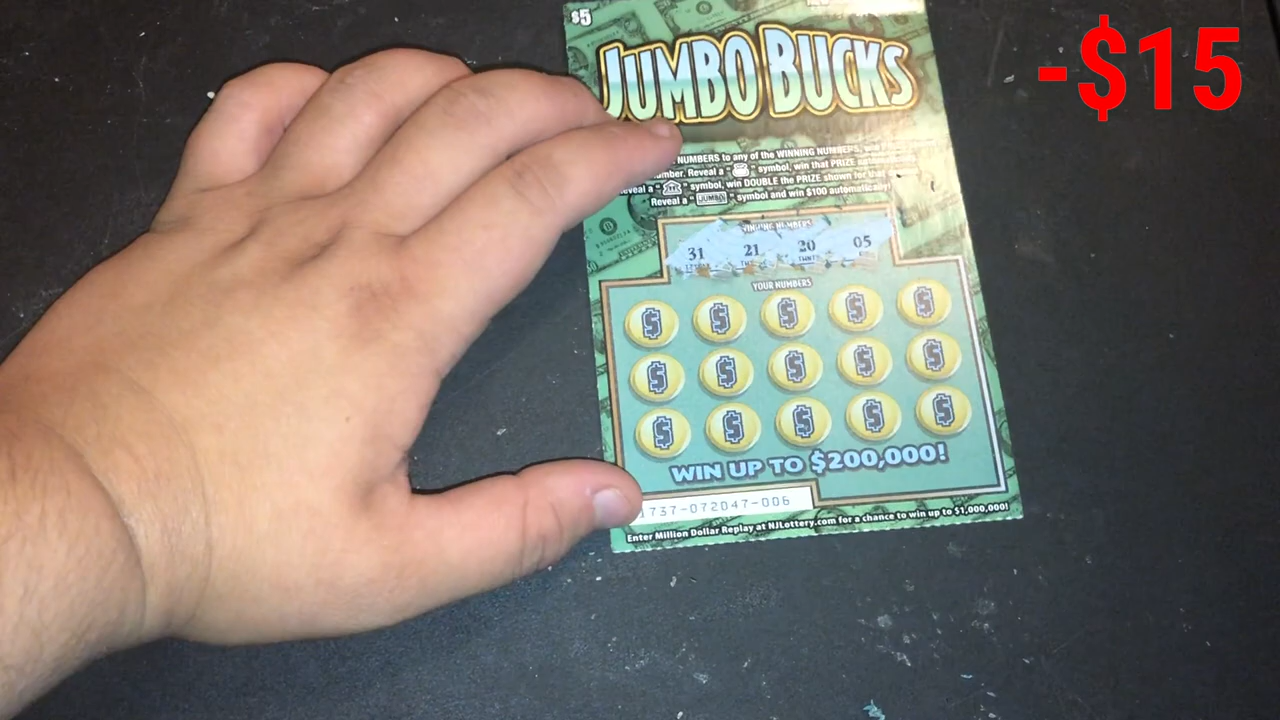 $5
-$15
JUMBO BUCKS
NUMBERS to any of the WINNING NUMBERS,
Reveal a " " symbol, win that PRIZE
" symbol, win DOUBLE the PRIZE shown for that
Reveal a " JUMBO " symbol and win $100 automatically!
WINNING NUMBERS
31 21 20 05
YOUR NUMBERS
$ $ $ $ $
$ $ $ $ $
$ $ $ $ $
WIN UP TO $200,000!
737-072047-006
Enter Million Dollar Replay at NJLottery.com for a chance to win up to $1,000,000!